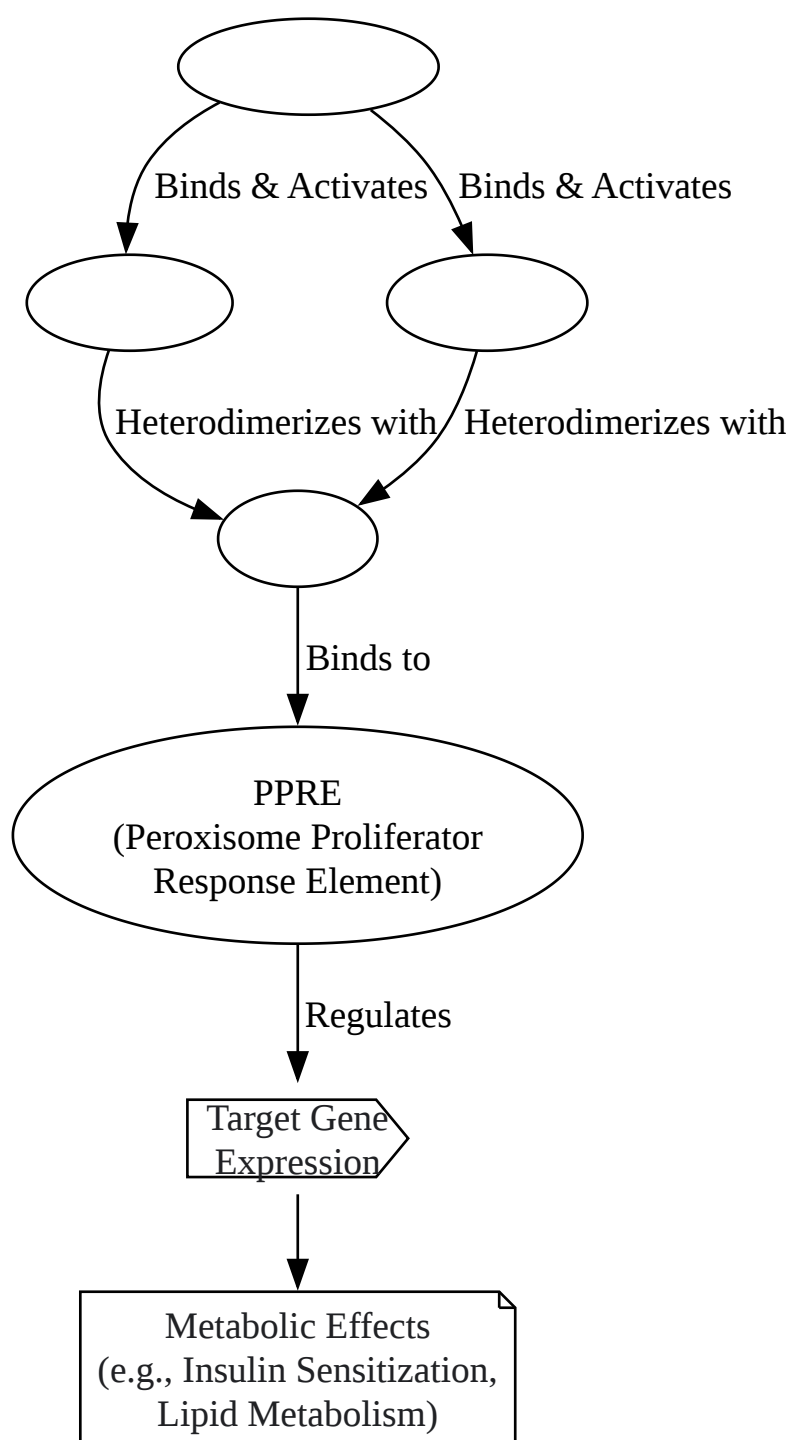 Binds & Activates
Binds & Activates
Heterodimerizes with
Heterodimerizes with
Binds to
PPRE
(Peroxisome Proliferator
Response Element)
Regulates
Target Gene
Expression
Metabolic Effects
(e.g., Insulin Sensitization,
Lipid Metabolism)